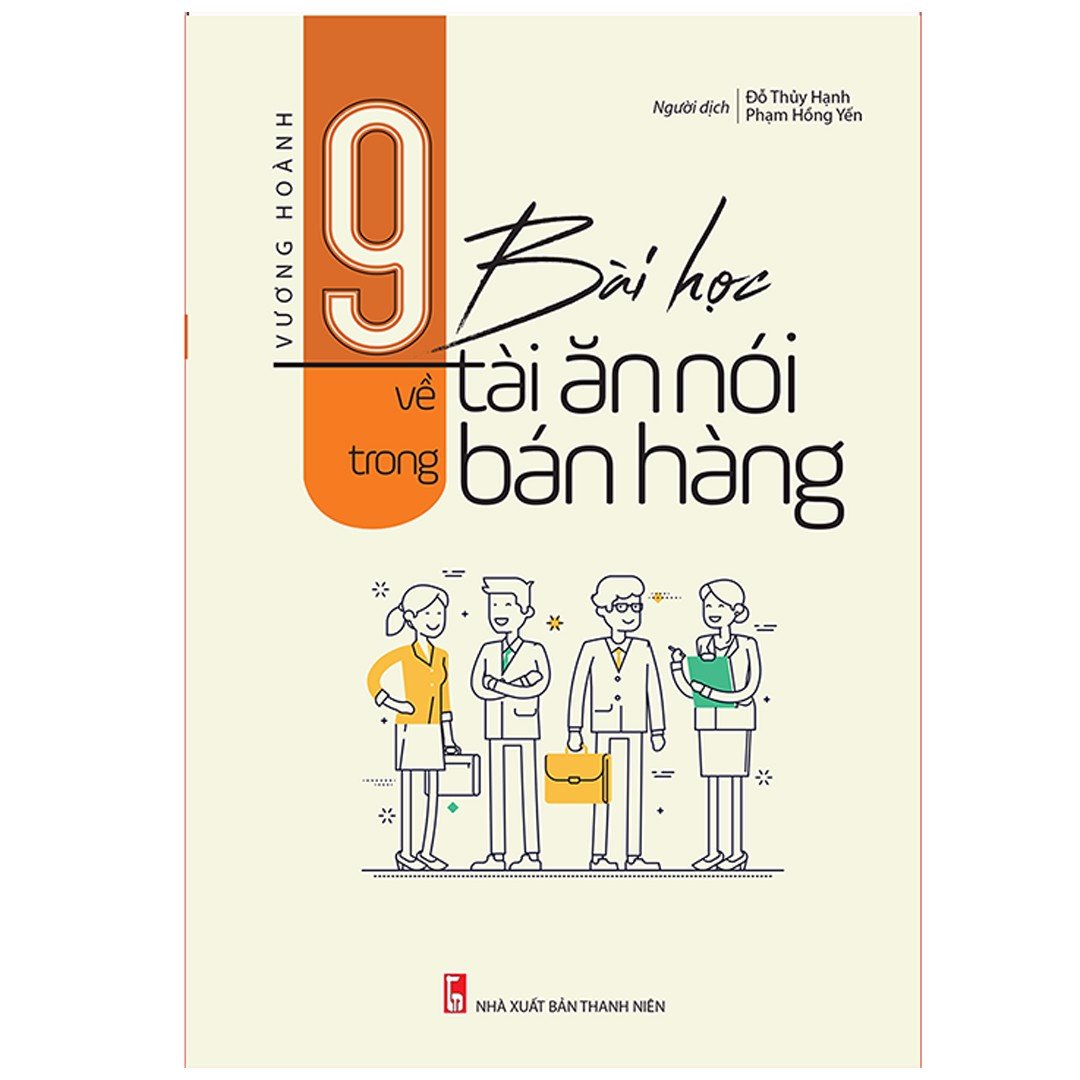 VƯƠNG HOÀNH
Người dịch
Đỗ Thủy Hạnh
Phạm Hồng Yến
9 Bài học
về tài ăn nói
trong bán hàng
NHÀ XUẤT BẢN THANH NIÊN